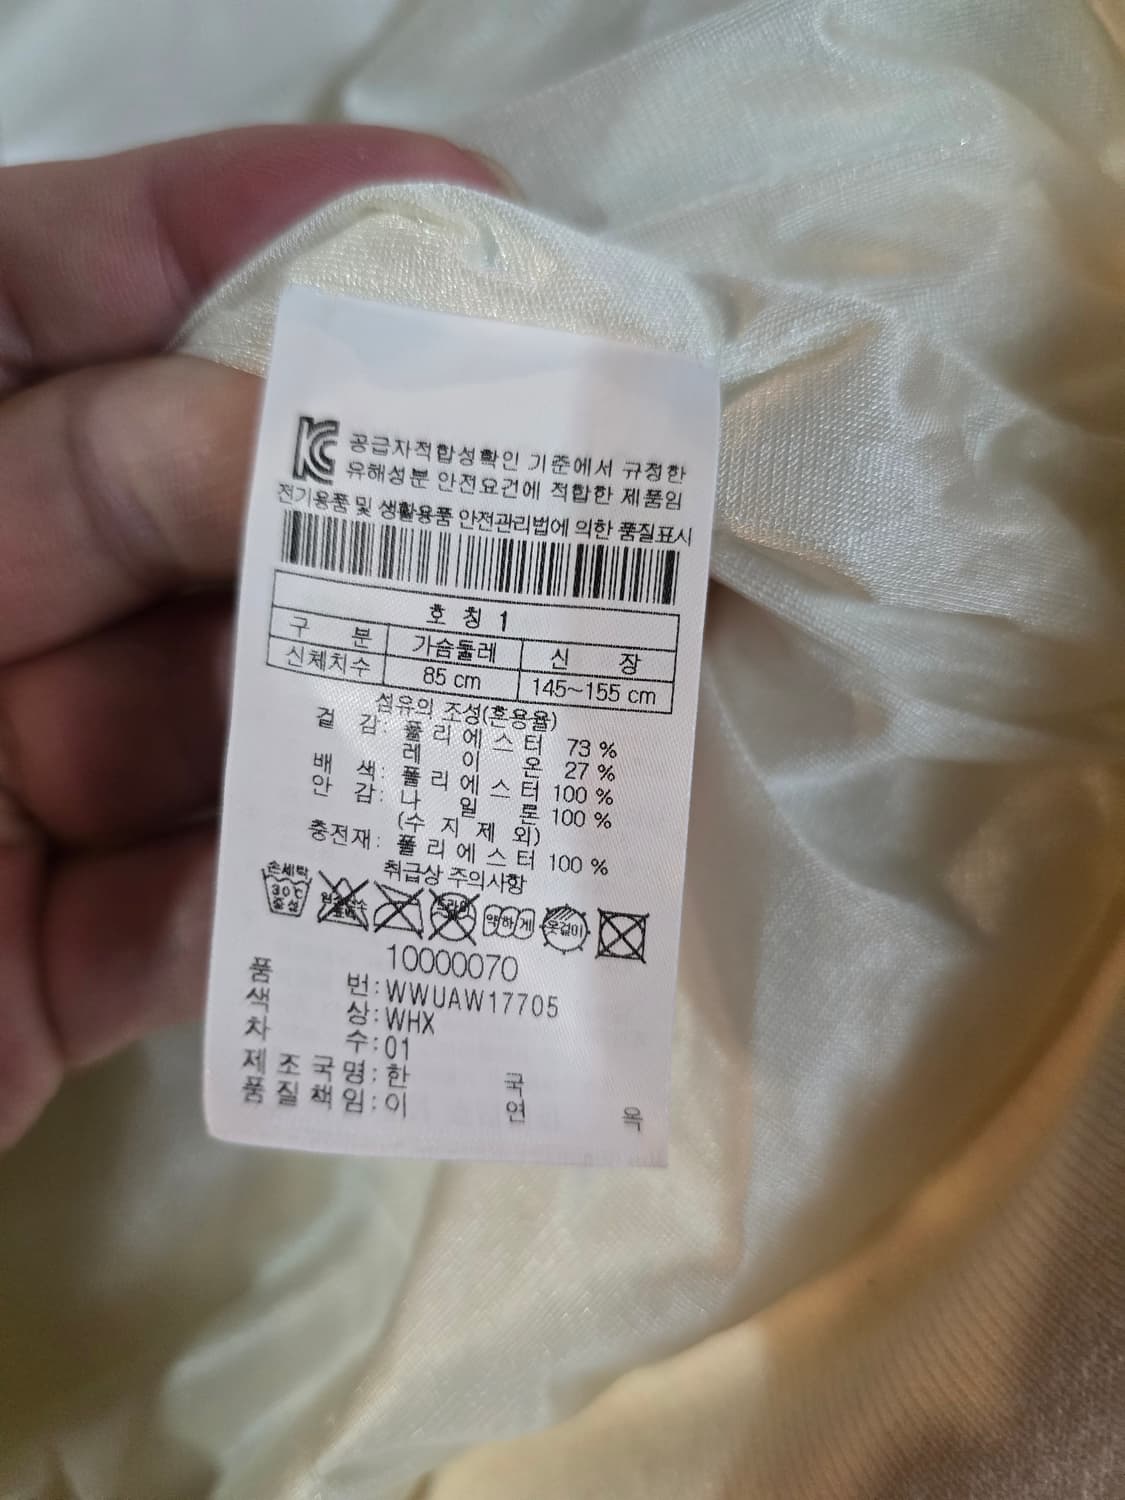 KC 공급자적합성확인 기준에서 규정한
유해성분 안전요건에 적합한 제품임
전기용품 및 생활용품 안전관리법에 의한 품질표시
호 칭 1
구 분 가슴둘레 신 장
신체치수 85 cm 145~155 cm
섬유의 조성(혼용율)
겉 감: 폴 리 에 스 터 73 %
레 이 온 27 %
배 색: 폴 리 에 스 터 100 %
안 감: 나 일 론 100 %
(수 지 제 외)
충전재: 폴 리 에 스 터 100 %
취급상 주의사항
손세탁 30℃ 중성 드라이 약하게 옷걸이
10000070
품 번: WWUAW17705
색 상: WHX
차 수: 01
제 조 국 명: 한 국
품 질 책 임: 이 연 옥